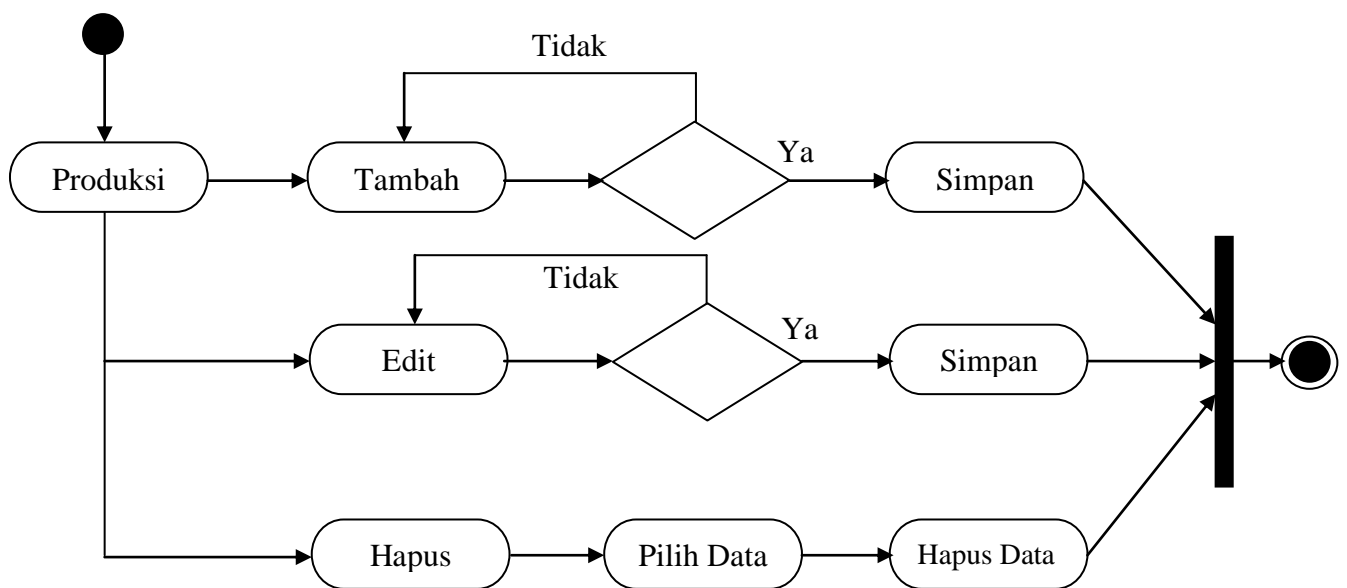 Tidak
Produksi
Tambah
Ya
Simpan
Tidak
Edit
Ya
Simpan
Hapus
Pilih Data
Hapus Data